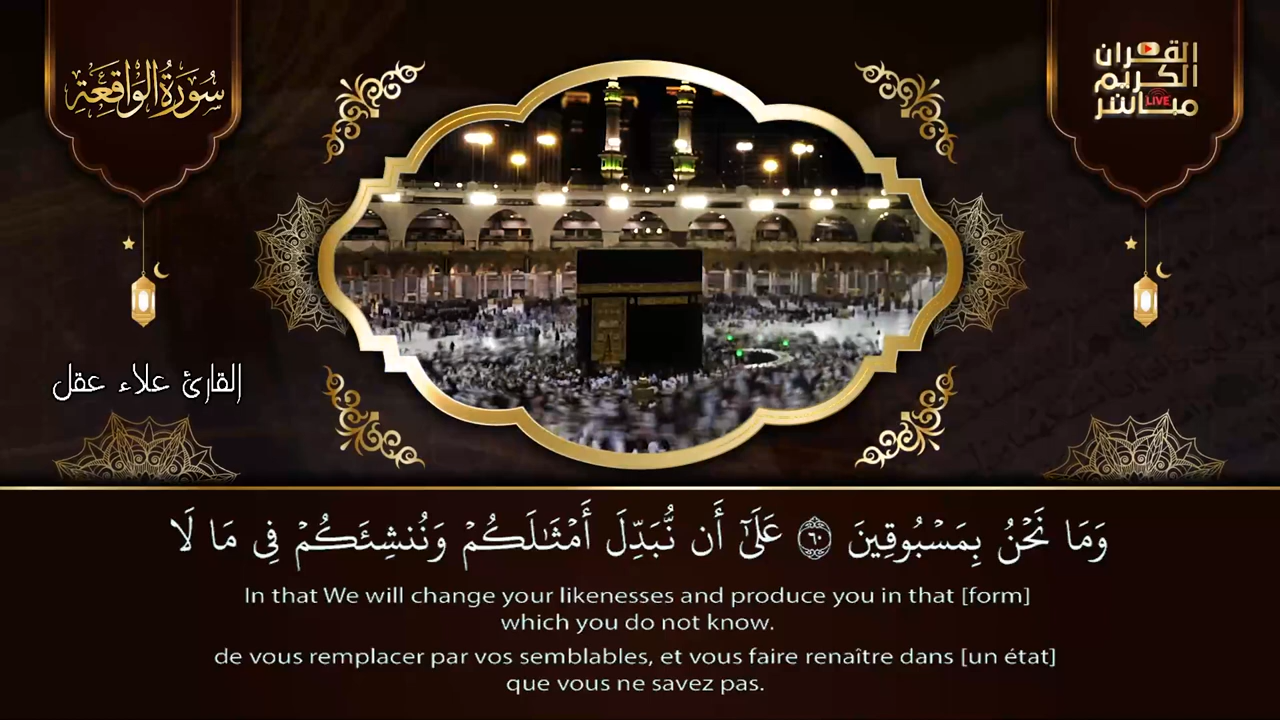 سُورَةُ الْوَاقِعَة
القرآن
الكريم
مباشر
LIVE
القارئ علاء عقل
وَمَا نَحْنُ بِمَسْبُوقِينَ ٦٠ عَلَىٰٓ أَن نُّبَدِّلَ أَمْثَـٰلَكُمْ وَنُنشِئَكُمْ فِى مَا لَا
In that We will change your likenesses and produce you in that [form]
which you do not know.
de vous remplacer par vos semblables, et vous faire renaître dans [un état]
que vous ne savez pas.